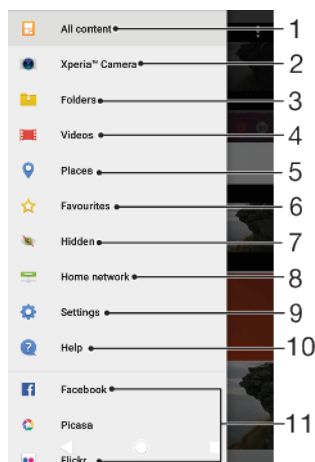 All content 1
Xperia™ Camera 2
Folders 3
Videos 4
Places 5
Favourites 6
Hidden 7
Home network 8
Settings 9
Help 10
Facebook
11
Picasa
Flickr